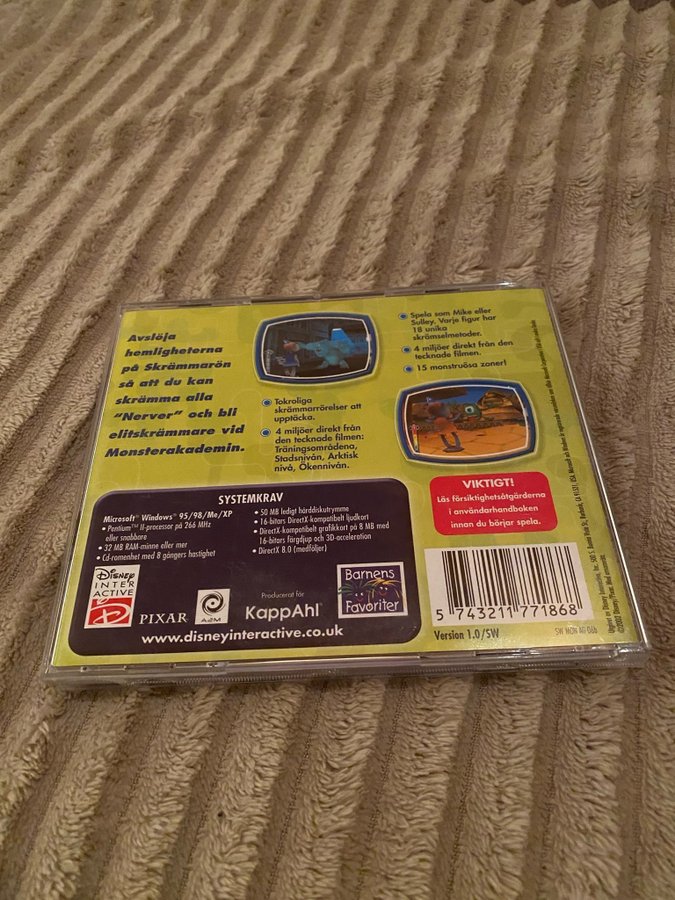 Avslöja
hemligheterna
på Skrämmarön
så att du kan
skrämma alla
"Nerver" och bli
elitskrämmare vid
Monsterakademin.
Tokroliga
skrämmarrörelser att
upptäcka.
4 miljöer direkt från
den tecknade filmen:
Träningsområdena,
Stadsnivån, Arktisk
nivå, Ökennivån.
Spela som Mike eller
Sulley. Varje figur har
18 unika
skrämselmetoder.
4 miljöer direkt från den
tecknade filmen.
15 monstruösa zoner!
VIKTIGT!
Läs försiktighetsåtgärderna
i användarhandboken
innan du börjar spela.
SYSTEMKRAV
Microsoft® Windows® 95/98/Me/XP
• Pentium™ II-processor på 266 MHz
eller snabbare
• 32 MB RAM-minne eller mer
• Cd-romenhet med 8 gångers hastighet
• 50 MB ledigt hårddiskutrymme
• 16-bitars DirectX-kompatibelt ljudkort
• DirectX-kompatibelt grafikkort på 8 MB med
16-bitars färgdjup och 3D-acceleration
• DirectX 8.0 (medföljer)
Disney
INTER
ACTIVE
PIXAR
A2M
Producerat för
KappAhl
Barnens
Favoriter
www.disneyinteractive.co.uk
5 743211 771868
Version 1.0/SW